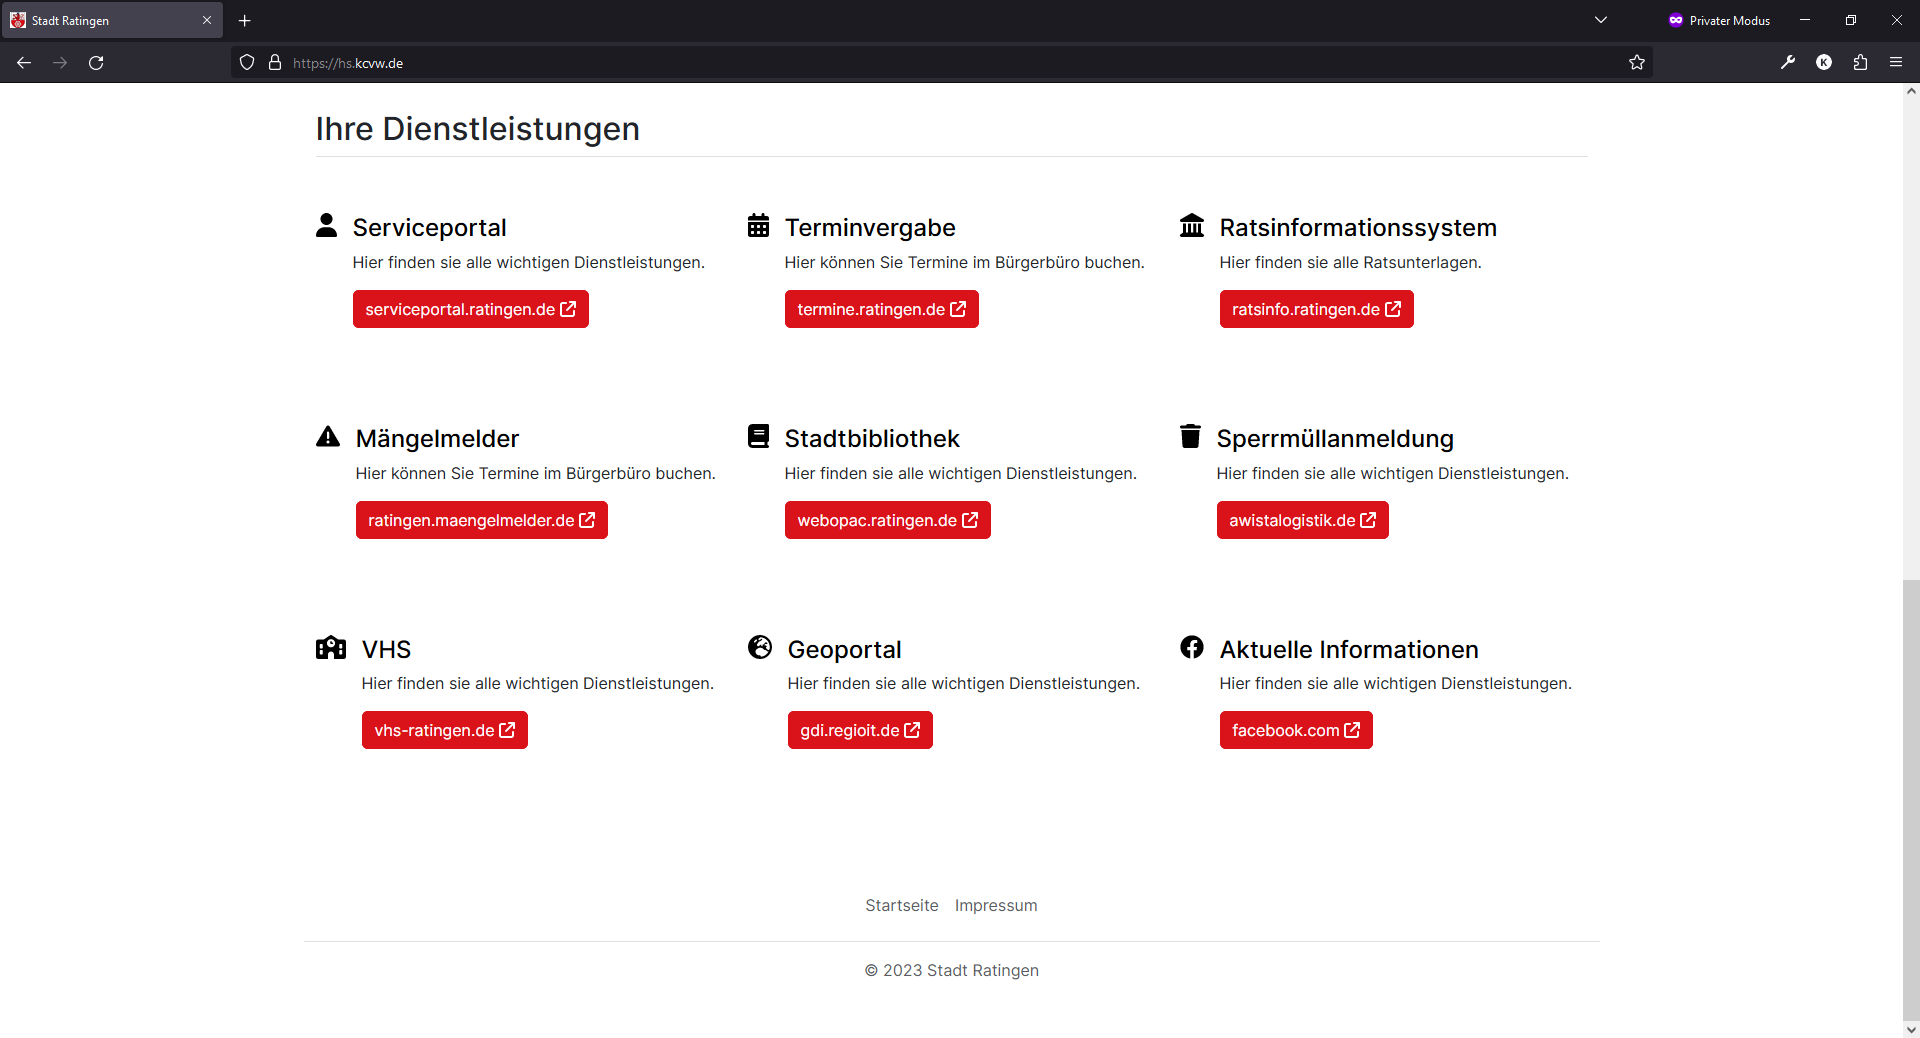 Stadt Ratingen
Privater Modus
https://hs.kcvw.de
K
Ihre Dienstleistungen
Serviceportal
Hier finden sie alle wichtigen Dienstleistungen.
serviceportal.ratingen.de
Terminvergabe
Hier können Sie Termine im Bürgerbüro buchen.
termine.ratingen.de
Ratsinformationssystem
Hier finden sie alle Ratsunterlagen.
ratsinfo.ratingen.de
Mängelmelder
Hier können Sie Termine im Bürgerbüro buchen.
ratingen.maengelmelder.de
Stadtbibliothek
Hier finden sie alle wichtigen Dienstleistungen.
webopac.ratingen.de
Sperrmüllanmeldung
Hier finden sie alle wichtigen Dienstleistungen.
awistalogistik.de
VHS
Hier finden sie alle wichtigen Dienstleistungen.
vhs-ratingen.de
Geoportal
Hier finden sie alle wichtigen Dienstleistungen.
gdi.regioit.de
Aktuelle Informationen
Hier finden sie alle wichtigen Dienstleistungen.
facebook.com
Startseite Impressum
© 2023 Stadt Ratingen